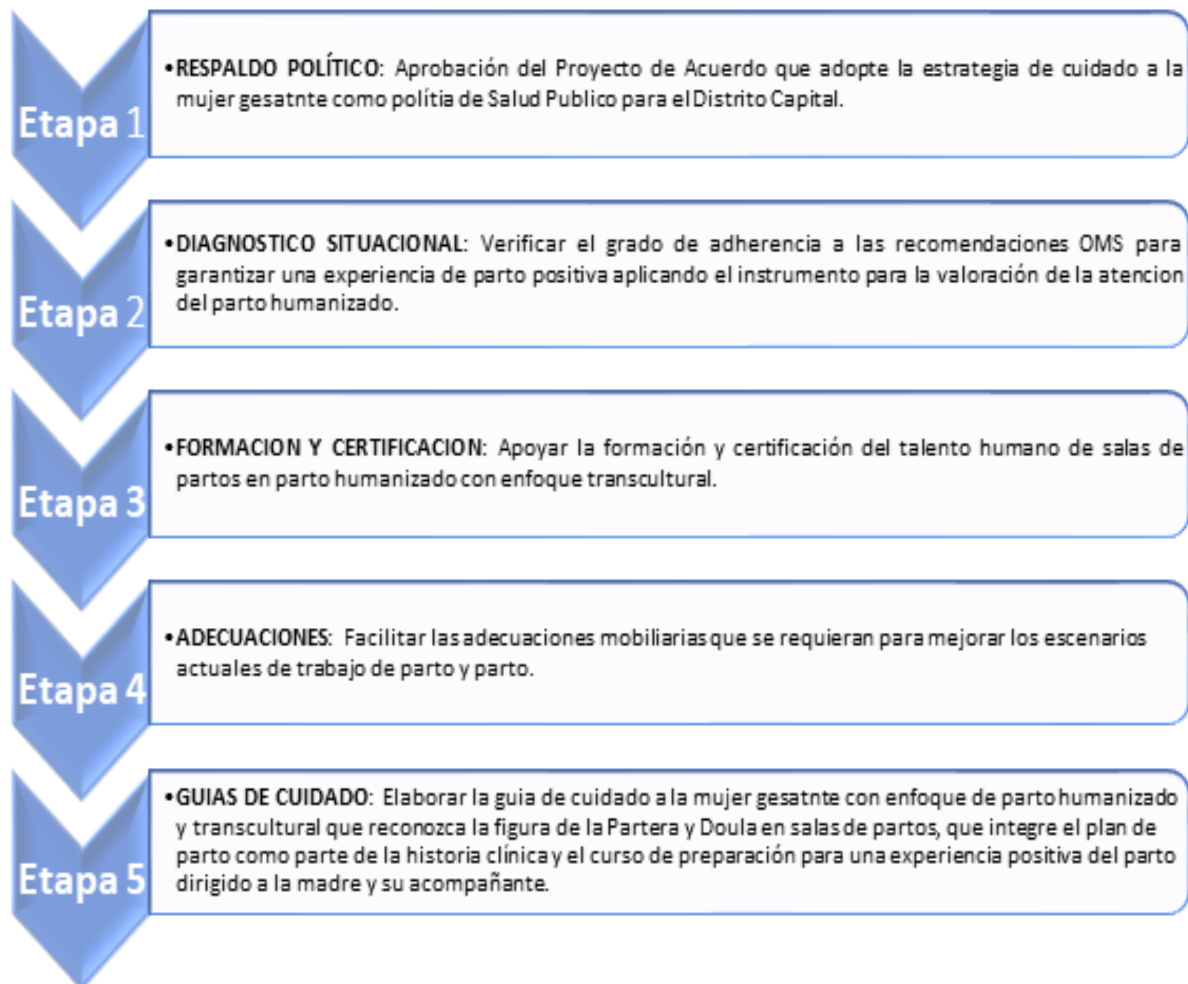 Etapa 1
•RESPALDO POLÍTICO: Aprobación del Proyecto de Acuerdo que adopte la estrategia de cuidado a la
mujer gesatnte como polítia de Salud Publico para el Distrito Capital.
Etapa 2
•DIAGNOSTICO SITUACIONAL: Verificar el grado de adherencia a las recomendaciones OMS para
garantizar una experiencia de parto positiva aplicando el instrumento para la valoración de la atencion
del parto humanizado.
Etapa 3
•FORMACION Y CERTIFICACION: Apoyar la formación y certificación del talento humano de salas de
partos en parto humanizado con enfoque transcultural.
Etapa 4
•ADECUACIONES: Facilitar las adecuaciones mobiliarias que se requieran para mejorar los escenarios
actuales de trabajo de parto y parto.
Etapa 5
•GUIAS DE CUIDADO: Elaborar la guia de cuidado a la mujer gesatnte con enfoque de parto humanizado
y transcultural que reconozca la figura de la Partera y Doula en salas de partos, que integre el plan de
parto como parte de la historia clínica y el curso de preparación para una experiencia positiva del parto
dirigido a la madre y su acompañante.